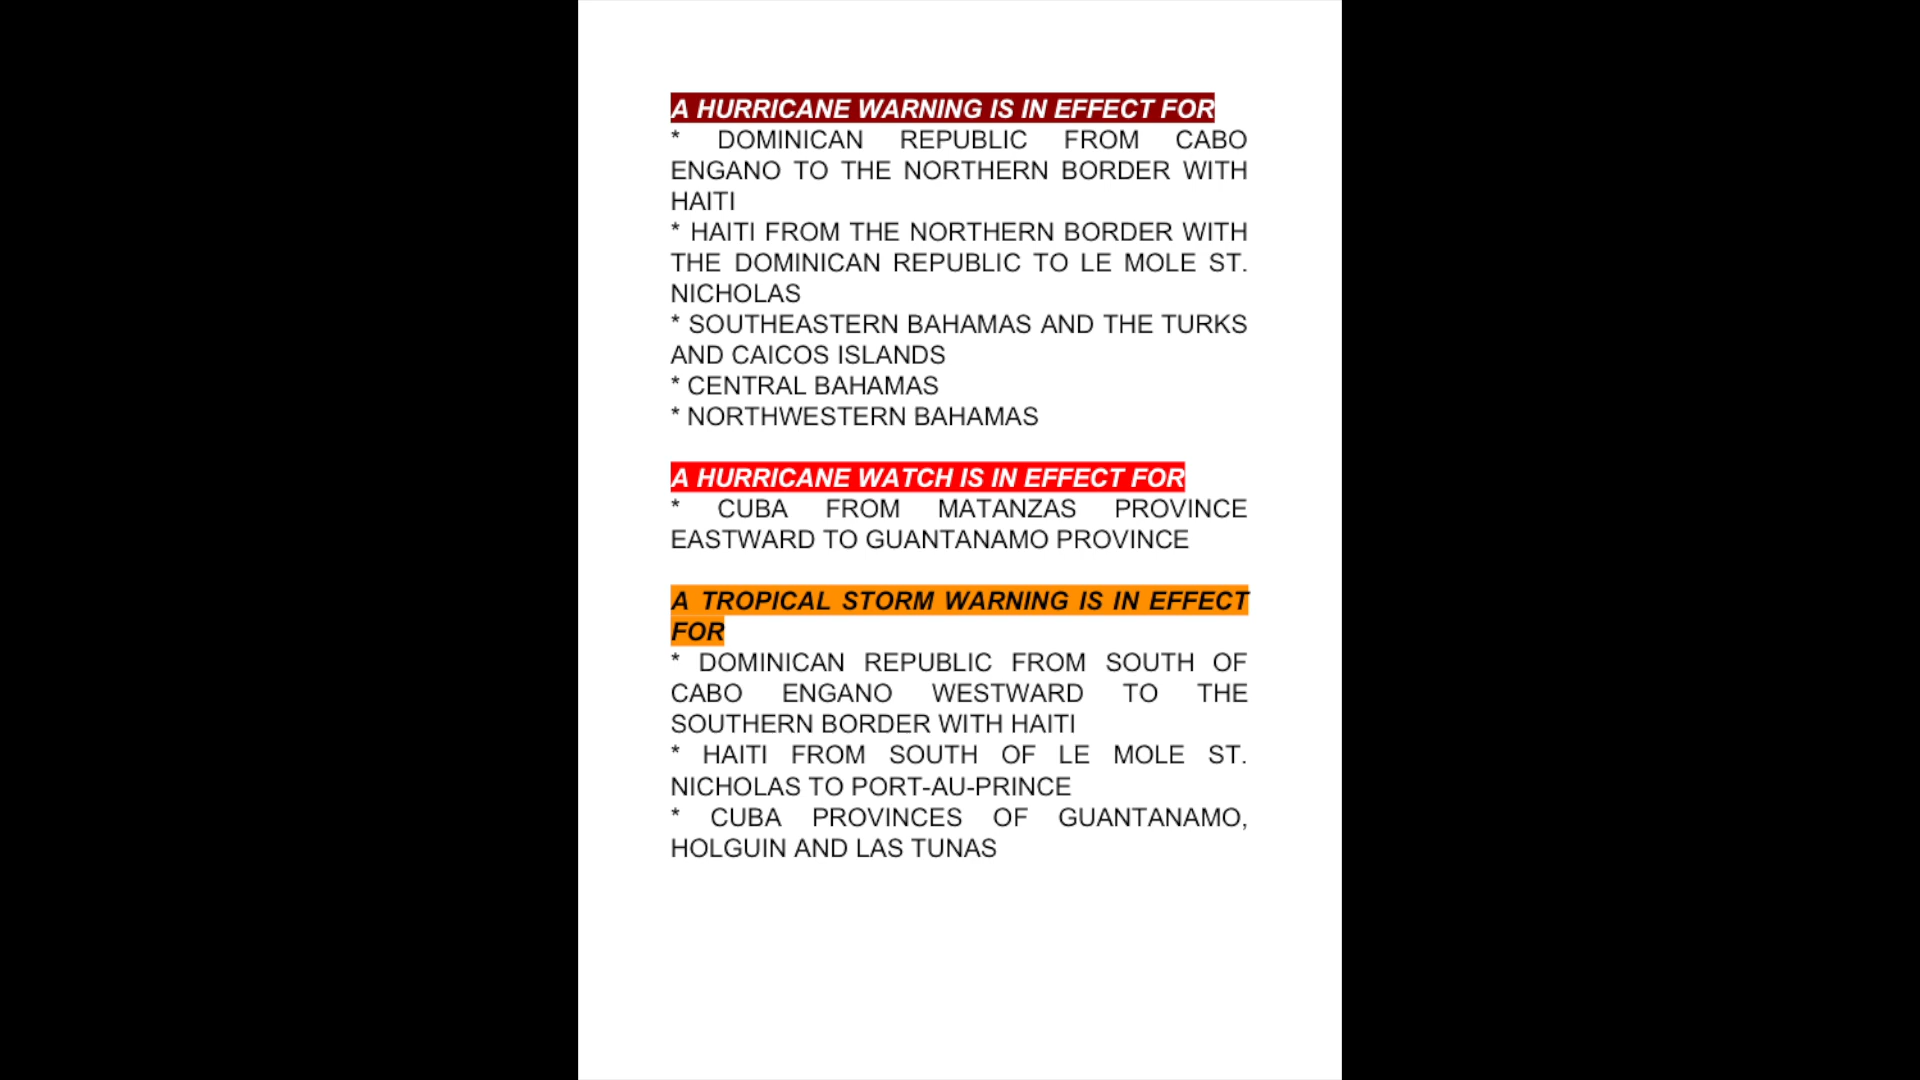 A HURRICANE WARNING IS IN EFFECT FOR
* DOMINICAN REPUBLIC FROM CABO
ENGANO TO THE NORTHERN BORDER WITH
HAITI
* HAITI FROM THE NORTHERN BORDER WITH
THE DOMINICAN REPUBLIC TO LE MOLE ST.
NICHOLAS
* SOUTHEASTERN BAHAMAS AND THE TURKS
AND CAICOS ISLANDS
* CENTRAL BAHAMAS
* NORTHWESTERN BAHAMAS
A HURRICANE WATCH IS IN EFFECT FOR
* CUBA FROM MATANZAS PROVINCE
EASTWARD TO GUANTANAMO PROVINCE
A TROPICAL STORM WARNING IS IN EFFECT
FOR
* DOMINICAN REPUBLIC FROM SOUTH OF
CABO ENGANO WESTWARD TO THE
SOUTHERN BORDER WITH HAITI
* HAITI FROM SOUTH OF LE MOLE ST.
NICHOLAS TO PORT-AU-PRINCE
* CUBA PROVINCES OF GUANTANAMO,
HOLGUIN AND LAS TUNAS